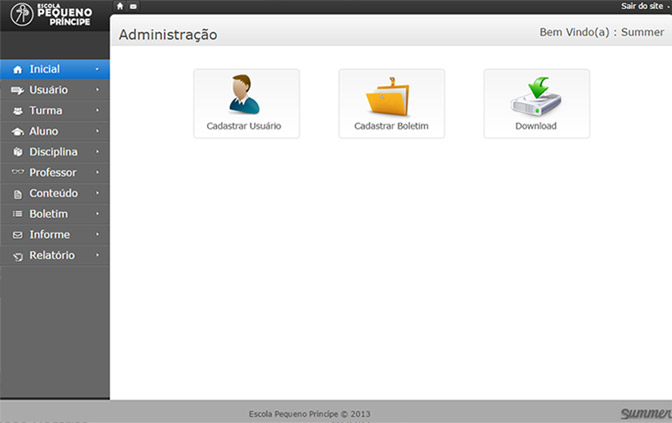 ESCOLA
PEQUENO
PRÍNCIPE
Sair do site
Administração
Bem Vindo(a) : Summer
Inicial
Usuário
Turma
Aluno
Disciplina
Professor
Conteúdo
Boletim
Informe
Relatório
Cadastrar Usuário
Cadastrar Boletim
Download
Escola Pequeno Príncipe © 2013
Summer